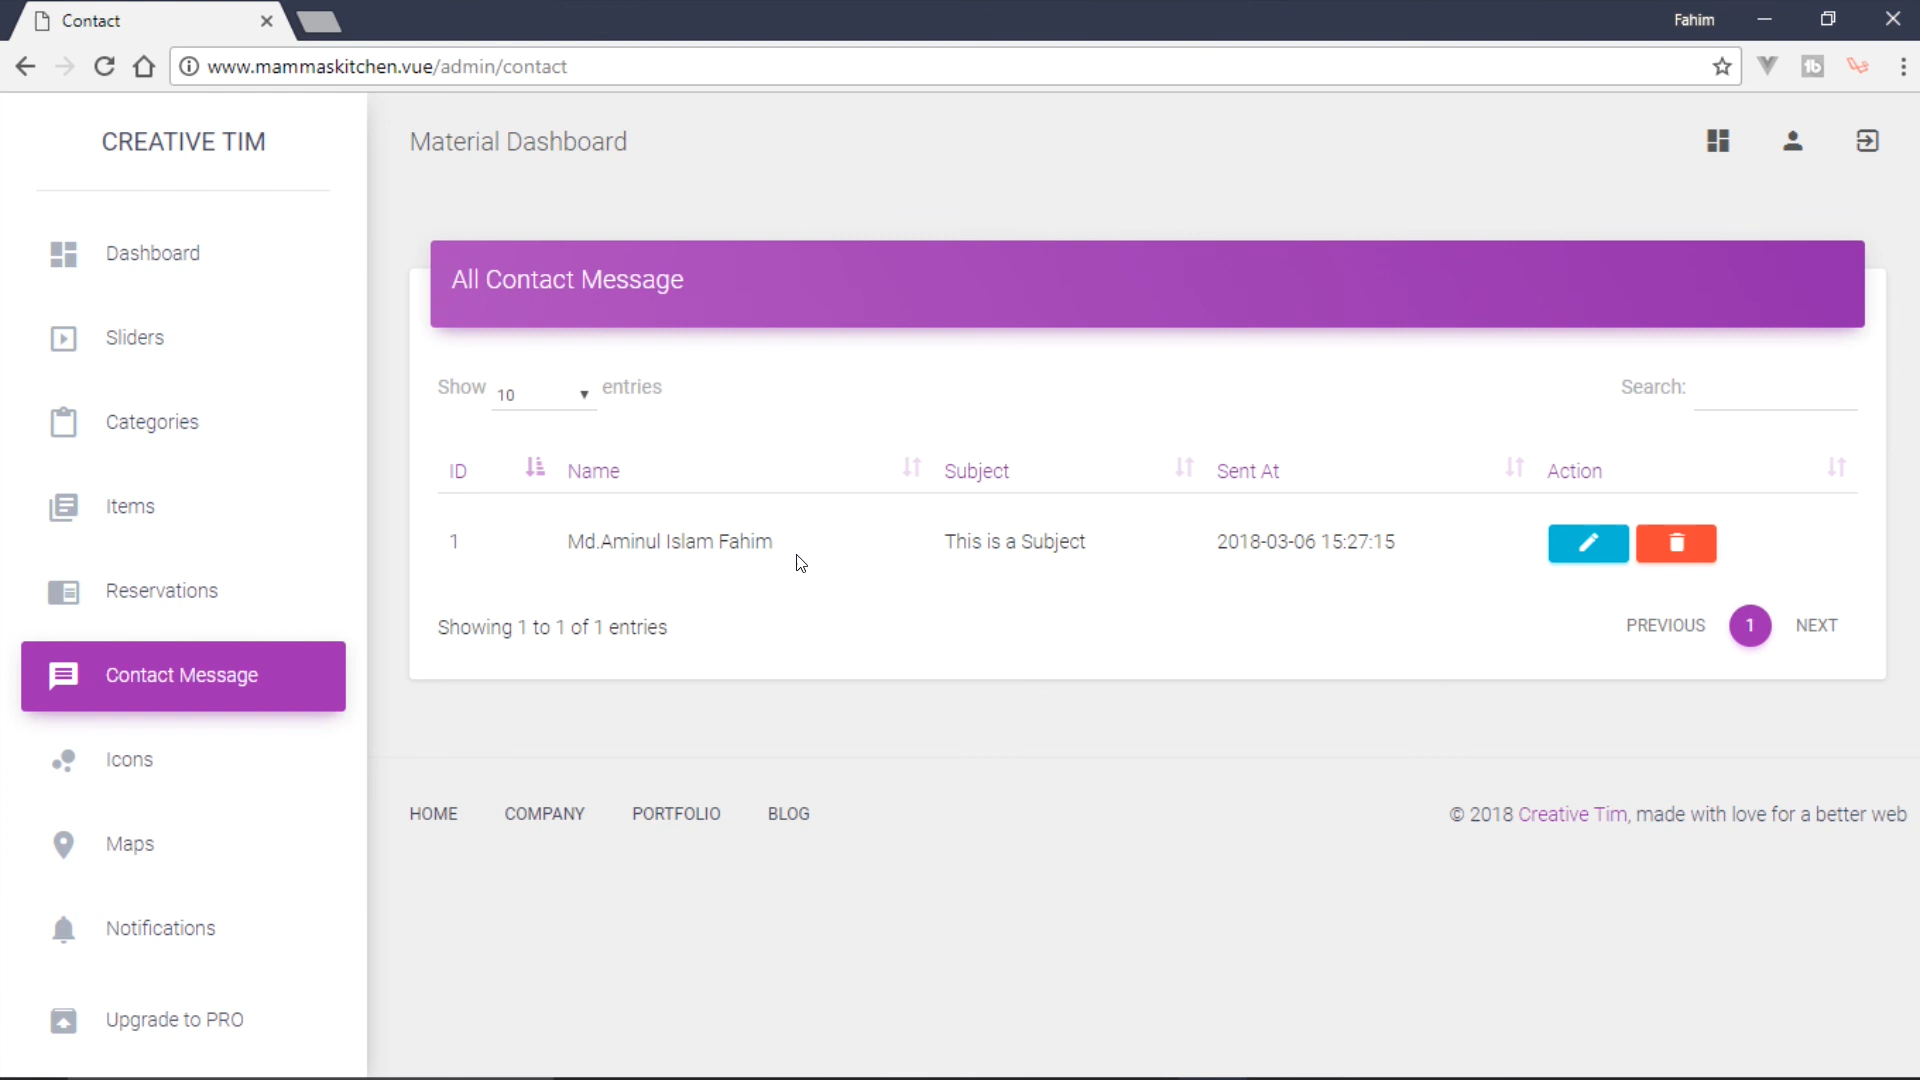 Contact
Fahim
www.mammaskitchen.vue/admin/contact
CREATIVE TIM
Material Dashboard
Dashboard
Sliders
Categories
Items
Reservations
Contact Message
Icons
Maps
Notifications
Upgrade to PRO
All Contact Message
Show 10 entries
Search:
ID Name Subject Sent At Action
1 Md.Aminul Islam Fahim This is a Subject 2018-03-06 15:27:15
Showing 1 to 1 of 1 entries
PREVIOUS 1 NEXT
HOME COMPANY PORTFOLIO BLOG
© 2018 Creative Tim, made with love for a better web